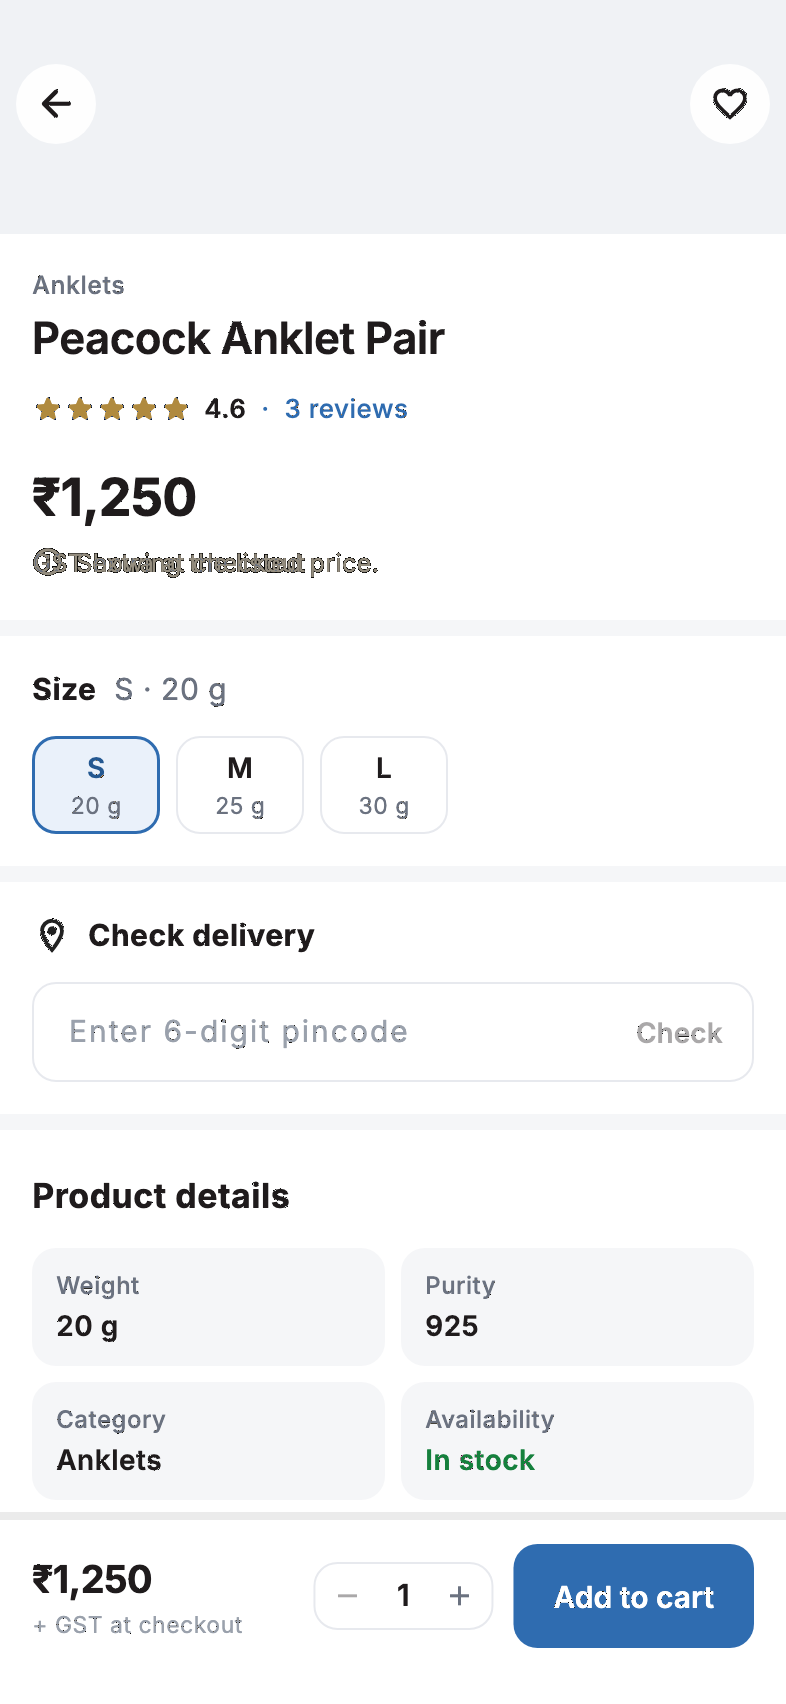 Anklets
Peacock Anklet Pair
4.6 · 3 reviews
₹1,250
price.
Size S · 20 g
S M L
20 g 25 g 30 g
Check delivery
Enter 6-digit pincode Check
Product details
Weight Purity
20 g 925
Category Availability
Anklets In stock
₹1,250 − 1 + Add to cart
+ GST at checkout